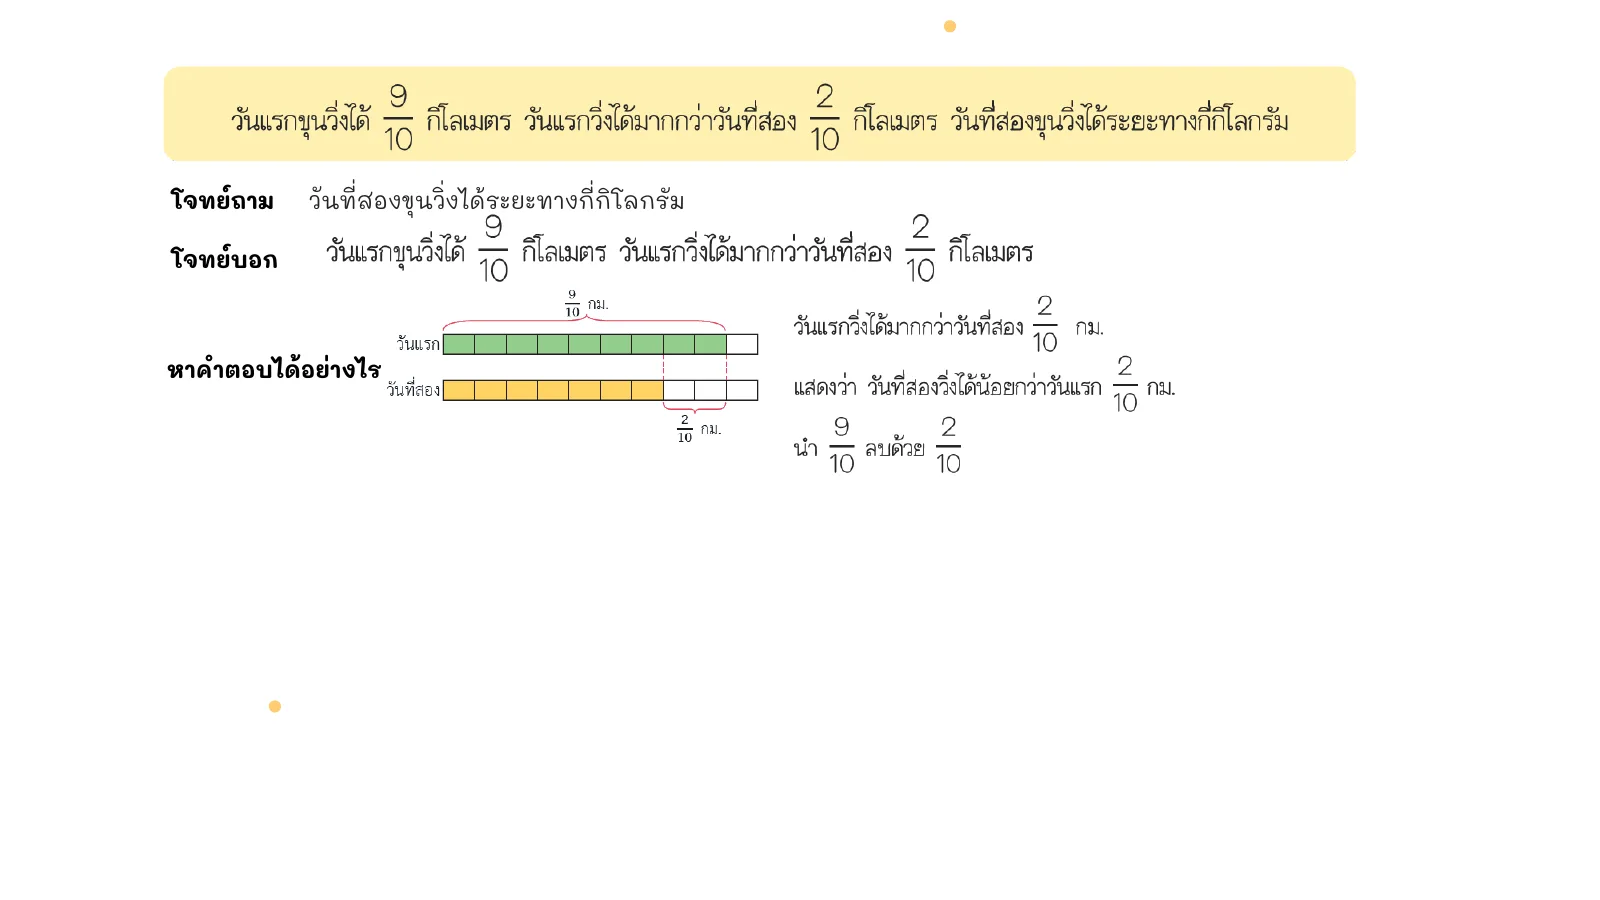 วันแรกขุนวิ่งได้ 9/10 กิโลเมตร วันแรกวิ่งได้มากกว่าวันที่สอง 2/10 กิโลเมตร วันที่สองขุนวิ่งได้ระยะทางกี่กิโลกรัม
โจทย์ถาม วันที่สองขุนวิ่งได้ระยะทางกี่กิโลกรัม
โจทย์บอก วันแรกขุนวิ่งได้ 9/10 กิโลเมตร วันแรกวิ่งได้มากกว่าวันที่สอง 2/10 กิโลเมตร
หาคำตอบได้อย่างไร
9/10 กม.
วันแรก
วันที่สอง
2/10 กม.
วันแรกวิ่งได้มากกว่าวันที่สอง 2/10 กม.
แสดงว่า วันที่สองวิ่งได้น้อยกว่าวันแรก 2/10 กม.
นำ 9/10 ลบด้วย 2/10